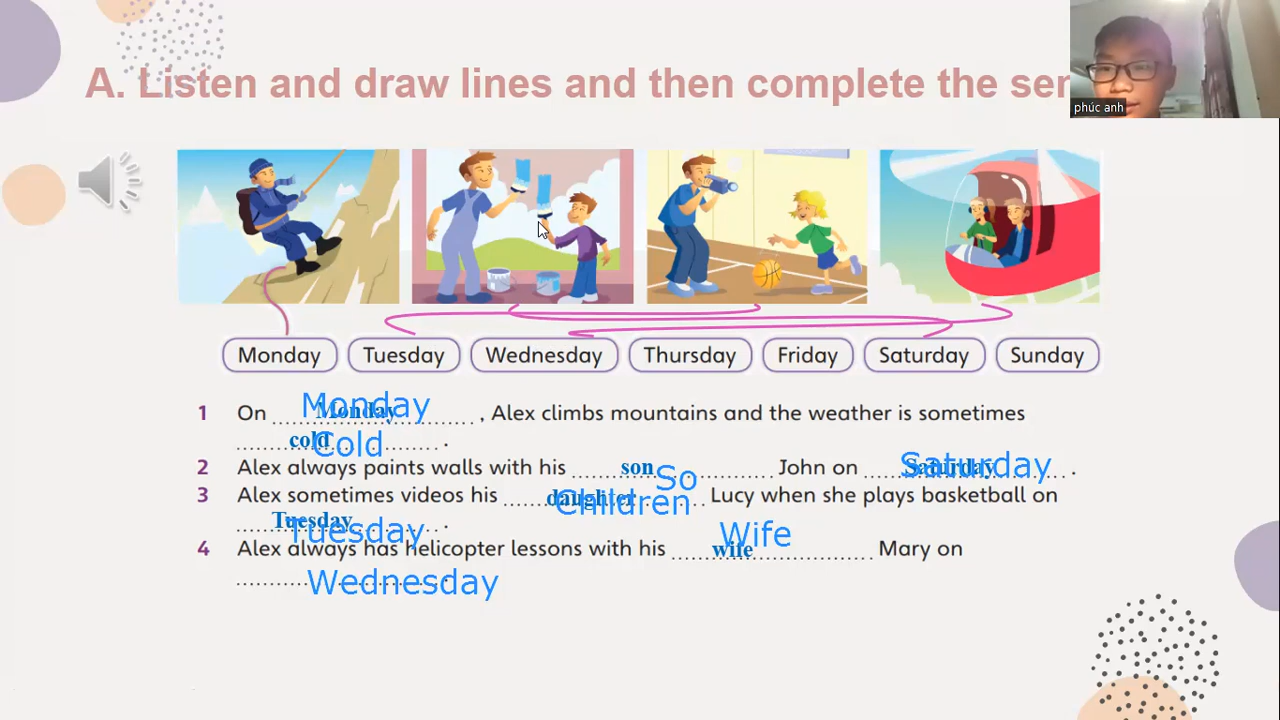 A. Listen and draw lines and then complete the sen
phúc anh
Monday Tuesday Wednesday Thursday Friday Saturday Sunday
Monday
1 On Monday, Alex climbs mountains and the weather is sometimes
cold Cold.
2 Alex always paints walls with his son So John on Saturday Saturday.
3 Alex sometimes videos his daughter Children Lucy when she plays basketball on
Tuesday Tuesday.
Wife
4 Alex always has helicopter lessons with his wife Mary on
Wednesday